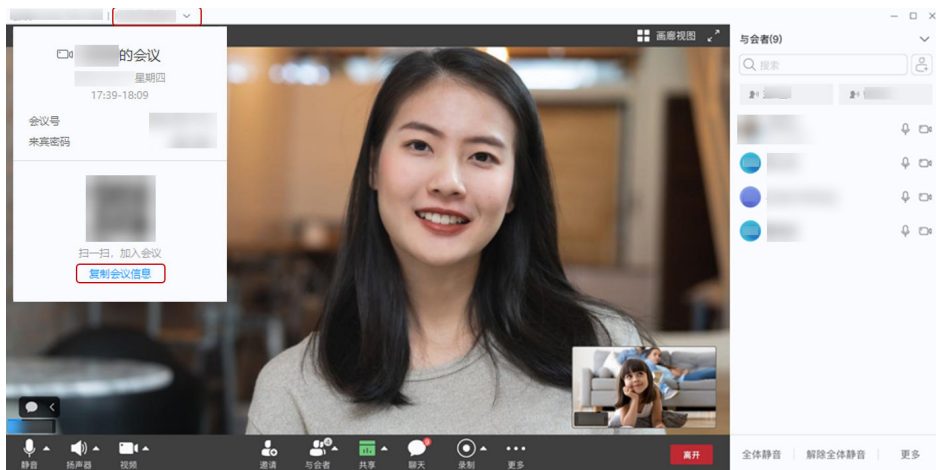 画廊视图
与会者(9)
的会议
星期四
17:39-18:09
会议号
来宾密码
扫一扫，加入会议
复制会议信息
搜索
静音
扬声器
视频
邀请
4
与会者
共享
9
聊天
录制
更多
离开
全体静音
解除全体静音
更多